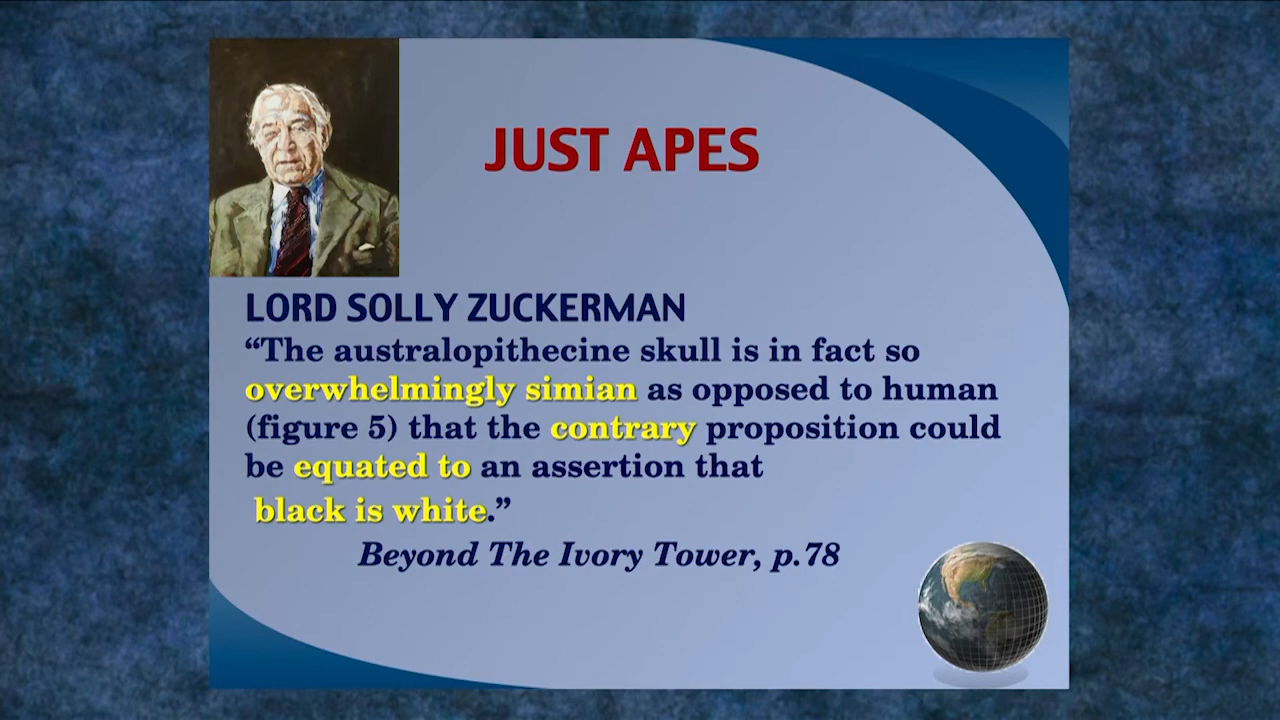 JUST APES
LORD SOLLY ZUCKERMAN
“The australopithecine skull is in fact so
overwhelmingly simian as opposed to human
(figure 5) that the contrary proposition could
be equated to an assertion that
black is white.”
Beyond The Ivory Tower, p.78